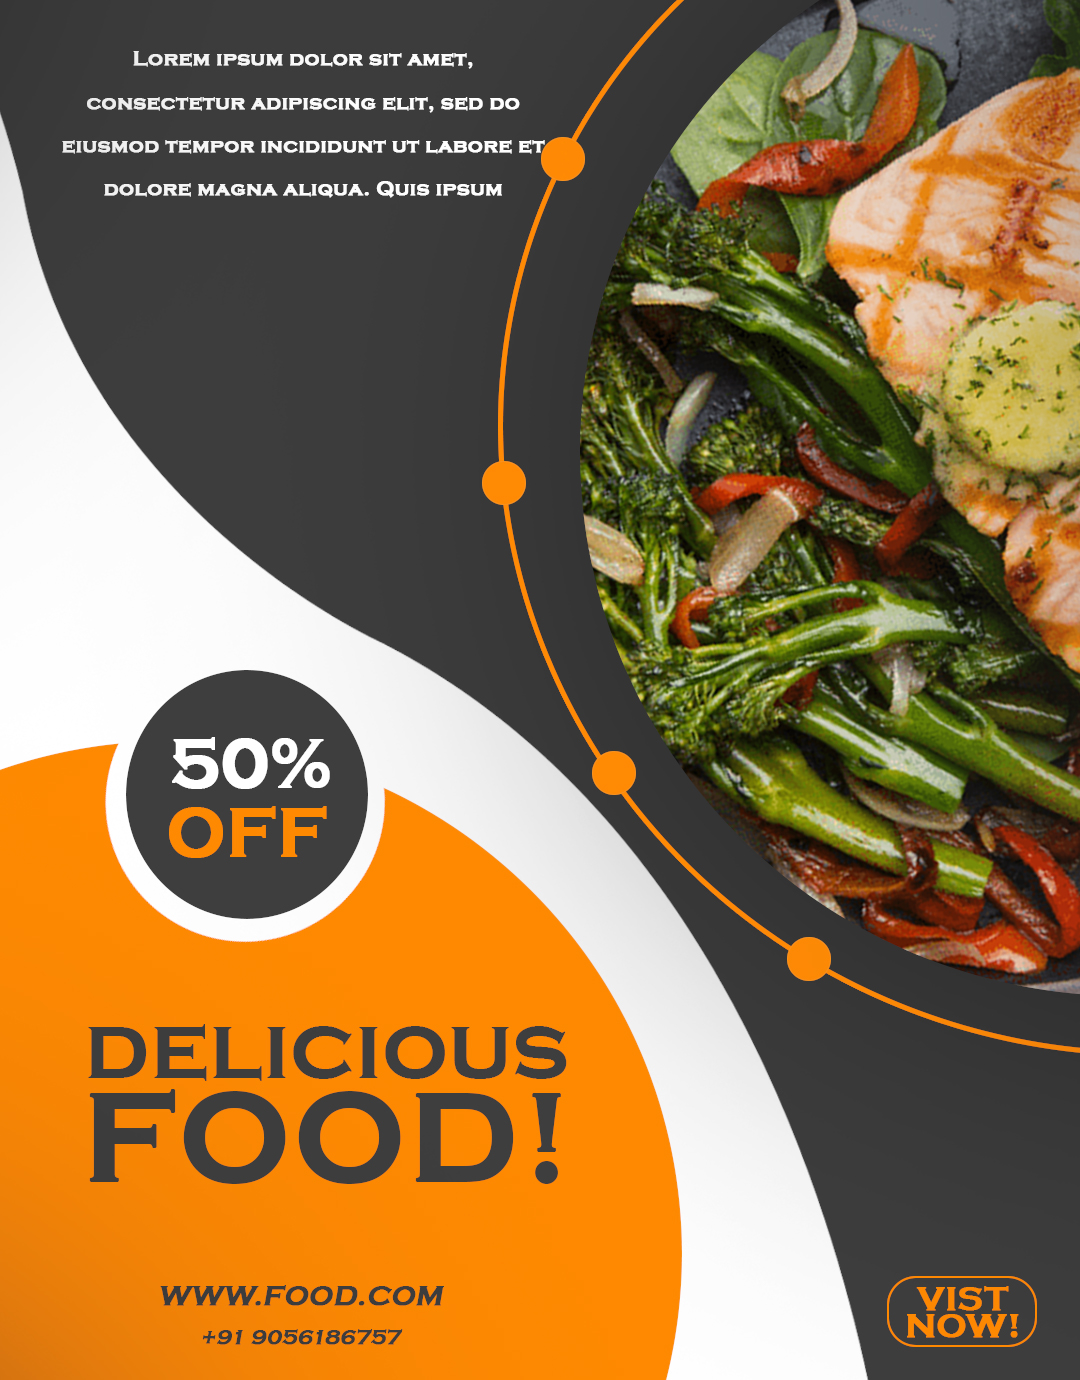 Lorem ipsum dolor sit amet,
consectetur adipiscing elit, sed do
eiusmod tempor incididunt ut labore et
dolore magna aliqua. Quis ipsum
50%
OFF
DELICIOUS
FOOD!
WWW.FOOD.COM
+91 9056186757
VIST
NOW!